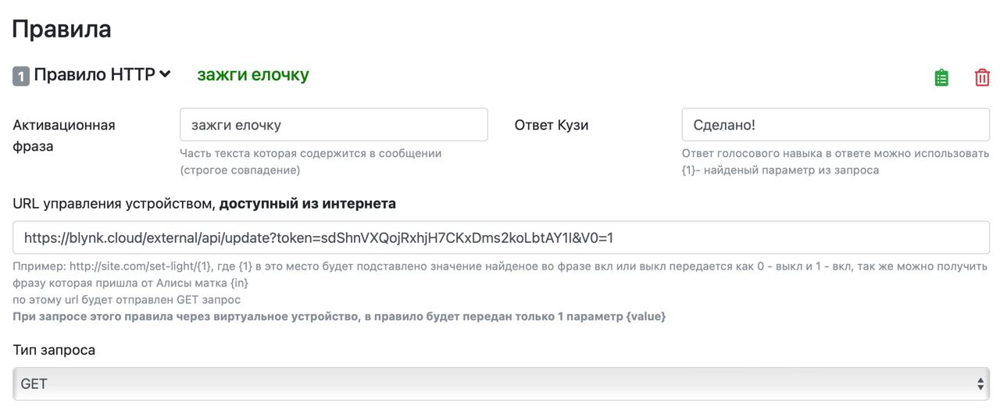 Правила
1 Правило HTTP зажги елочку
Активационная фраза
зажги елочку
Часть текста которая содержится в сообщении
(строгое совпадение)
Ответ Кузи
Сделано!
Ответ голосового навыка в ответе можно использовать
{1}- найденый параметр из запроса
URL управления устройством, доступный из интернета
https://blynk.cloud/external/api/update?token=sdShnVXQojRxhjH7CKxDms2koLbtAY1I&V0=1
Ппример: http://site.com/set-light/{1}, где {1} в это место будет подставлено значение найденое во фразе вкл или выкл передается как 0 - выкл и 1 - вкл, так же можно получить
фразу которая пришла от Алисы матка {in}
по этому url будет отправлен GET запрос
При запросе этого правила через виртуальное устройство, в правило будет передан только 1 параметр {value}
Тип запроса
GET